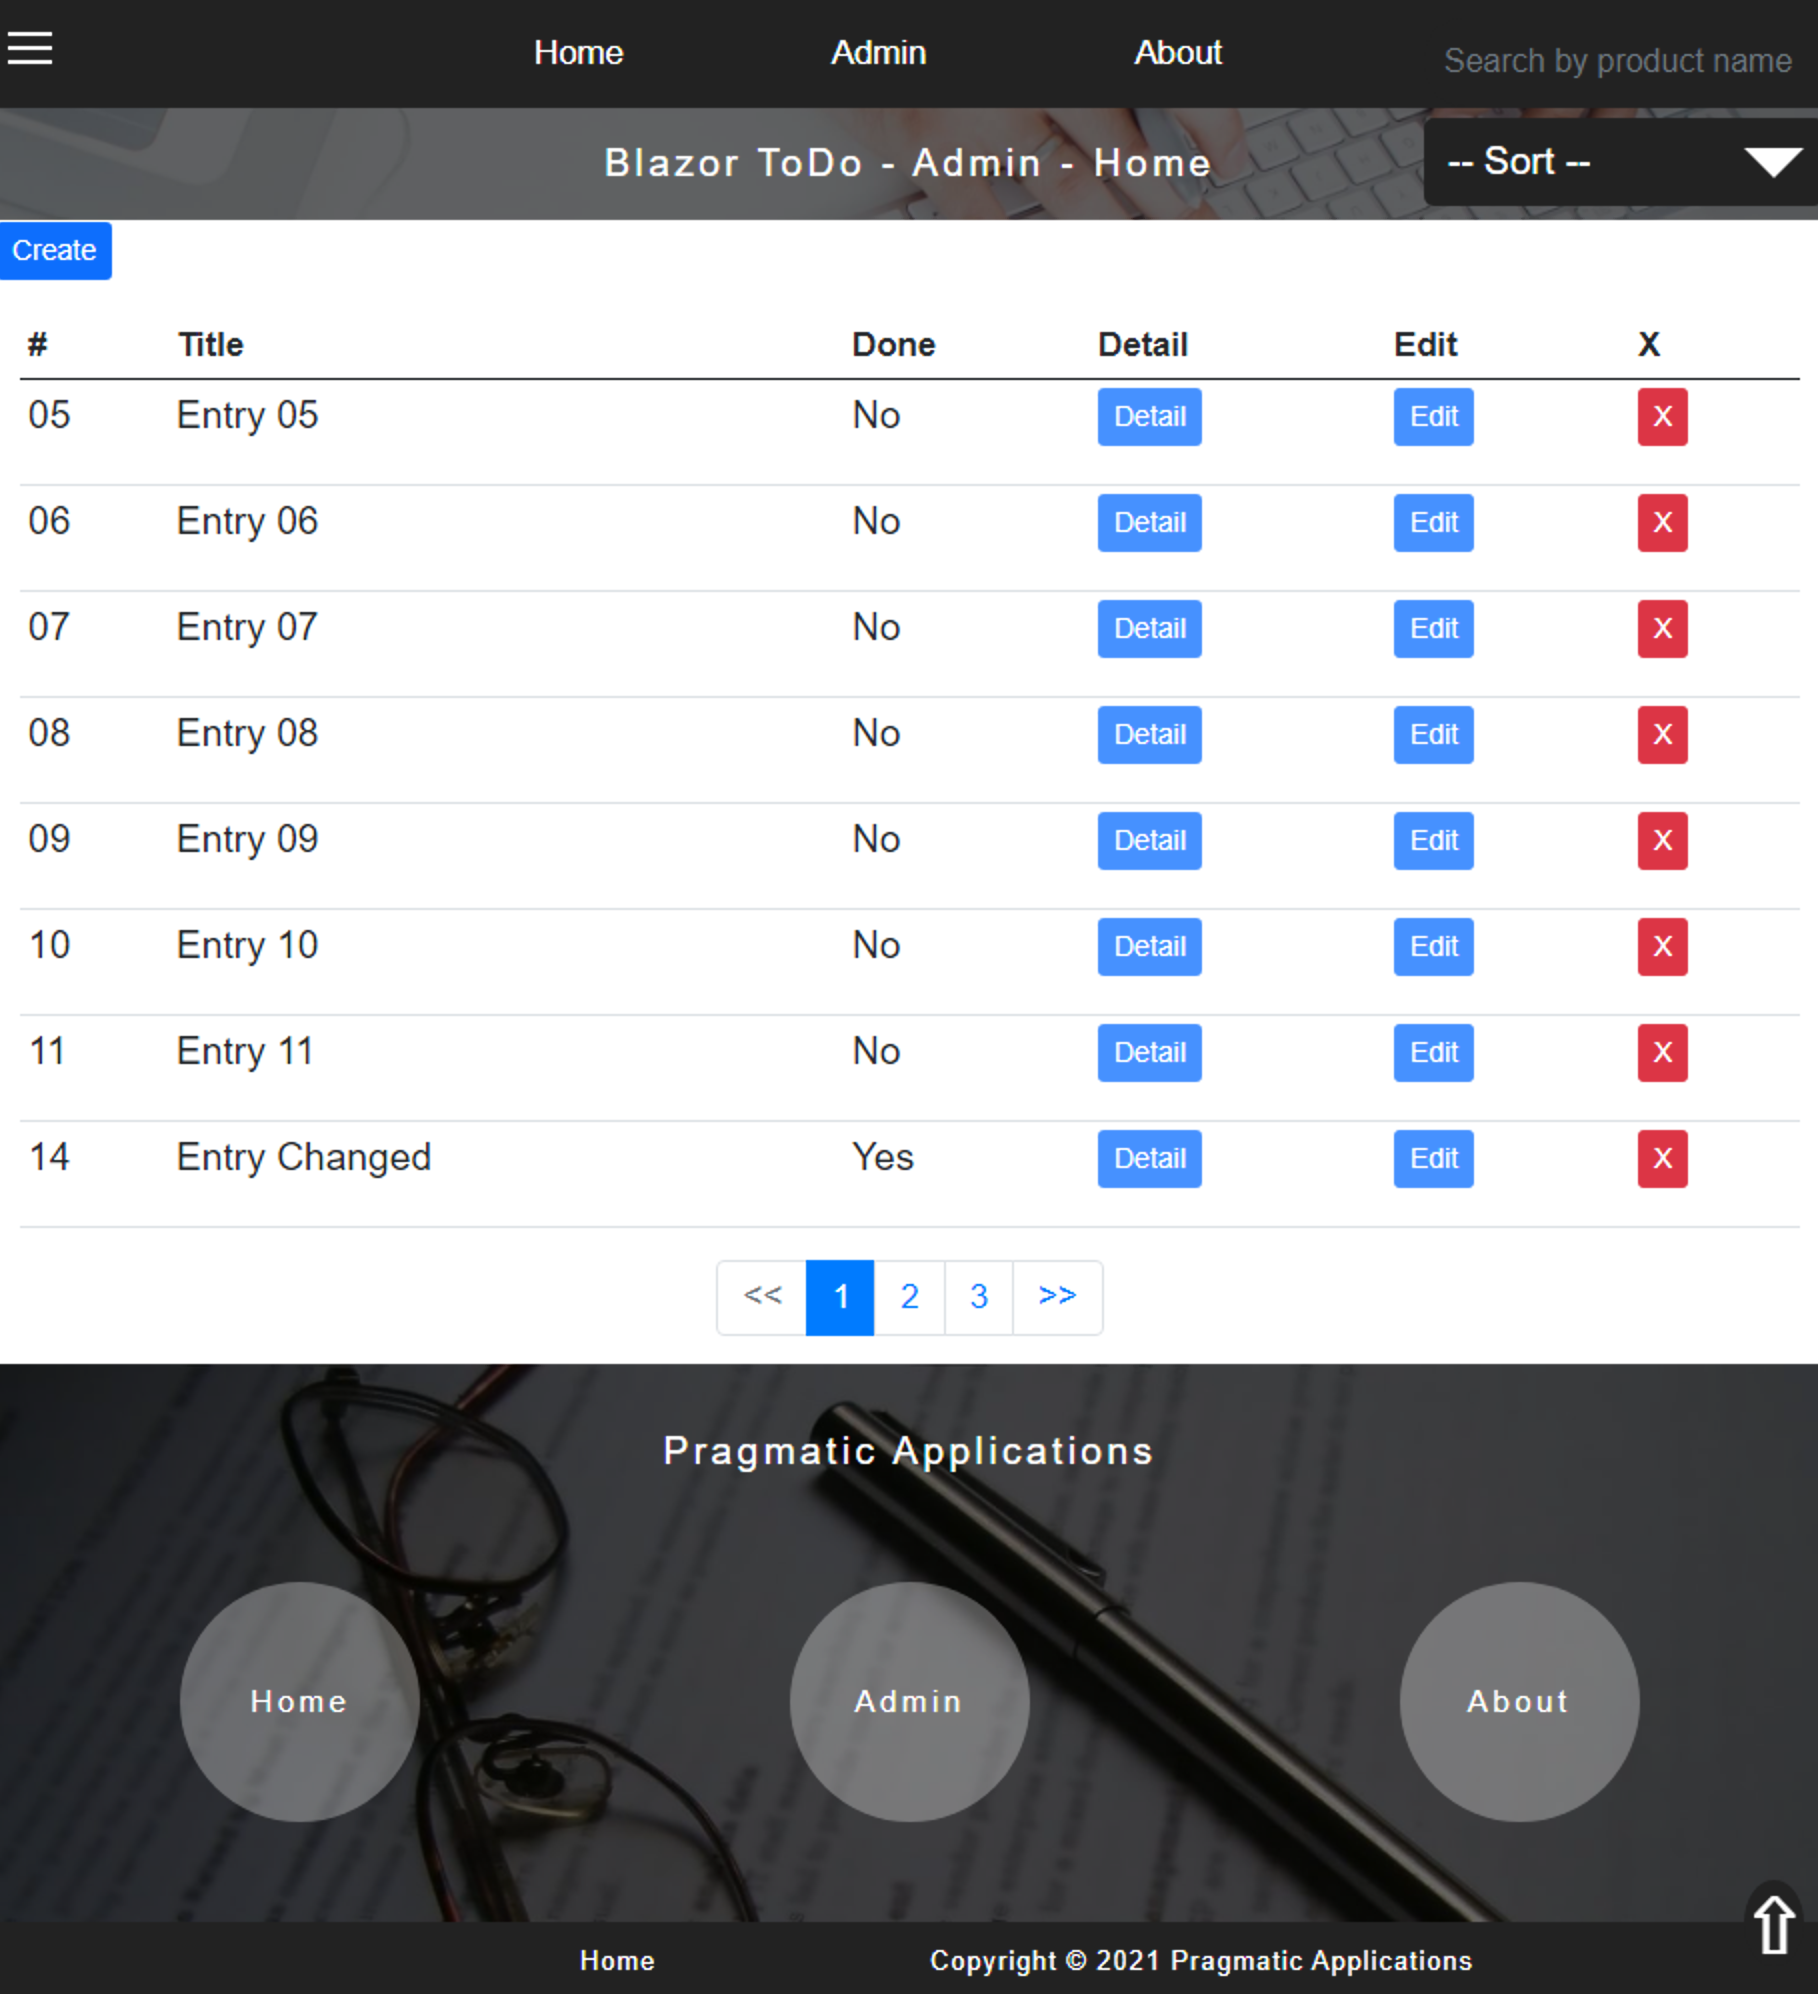 Home Admin About Search by product name
Blazor ToDo - Admin - Home -- Sort --
Create
# Title Done Detail Edit X
05 Entry 05 No Detail Edit X
06 Entry 06 No Detail Edit X
07 Entry 07 No Detail Edit X
08 Entry 08 No Detail Edit X
09 Entry 09 No Detail Edit X
10 Entry 10 No Detail Edit X
11 Entry 11 No Detail Edit X
14 Entry Changed Yes Detail Edit X
<< 1 2 3 >>
Pragmatic Applications
Home Admin About
Home Copyright © 2021 Pragmatic Applications